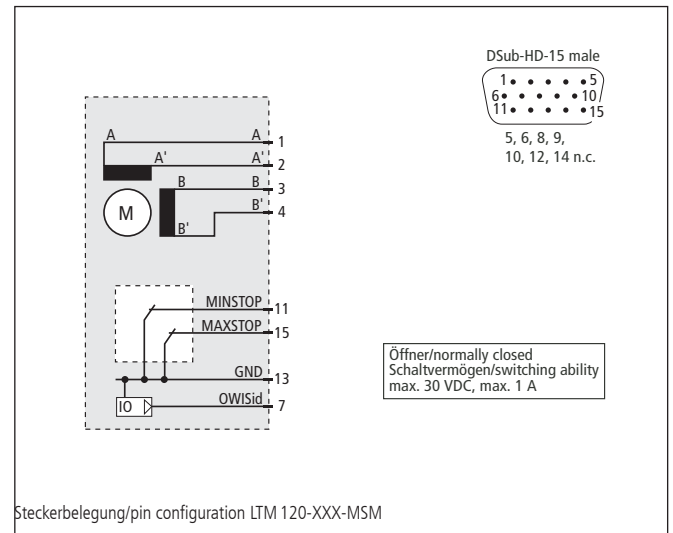 DSub-HD-15 male
1 5
6 10
11 15
5, 6, 8, 9,
10, 12, 14 n.c.
A A 1
A' A' 2
B B 3
M B' 4
B'
MINSTOP 11
MAXSTOP 15
GND 13
IO OWISid 7
Öffner/normally closed
Schaltvermögen/switching ability
max. 30 VDC, max. 1 A
Steckerbelegung/pin configuration LTM 120-XXX-MSM